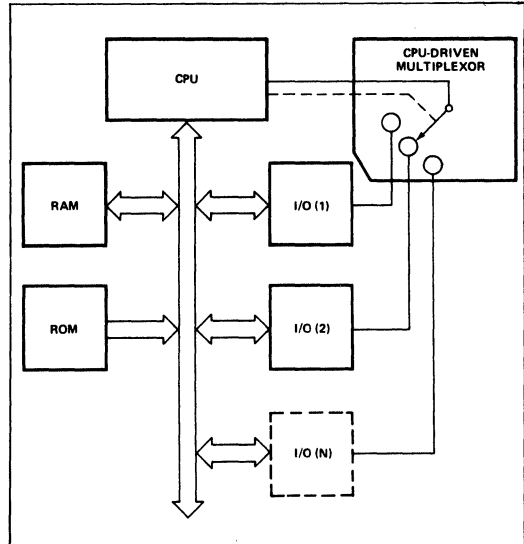 CPU
CPU-DRIVEN
MULTIPLEXOR
RAM
I/O (1)
ROM
I/O (2)
I/O (N)